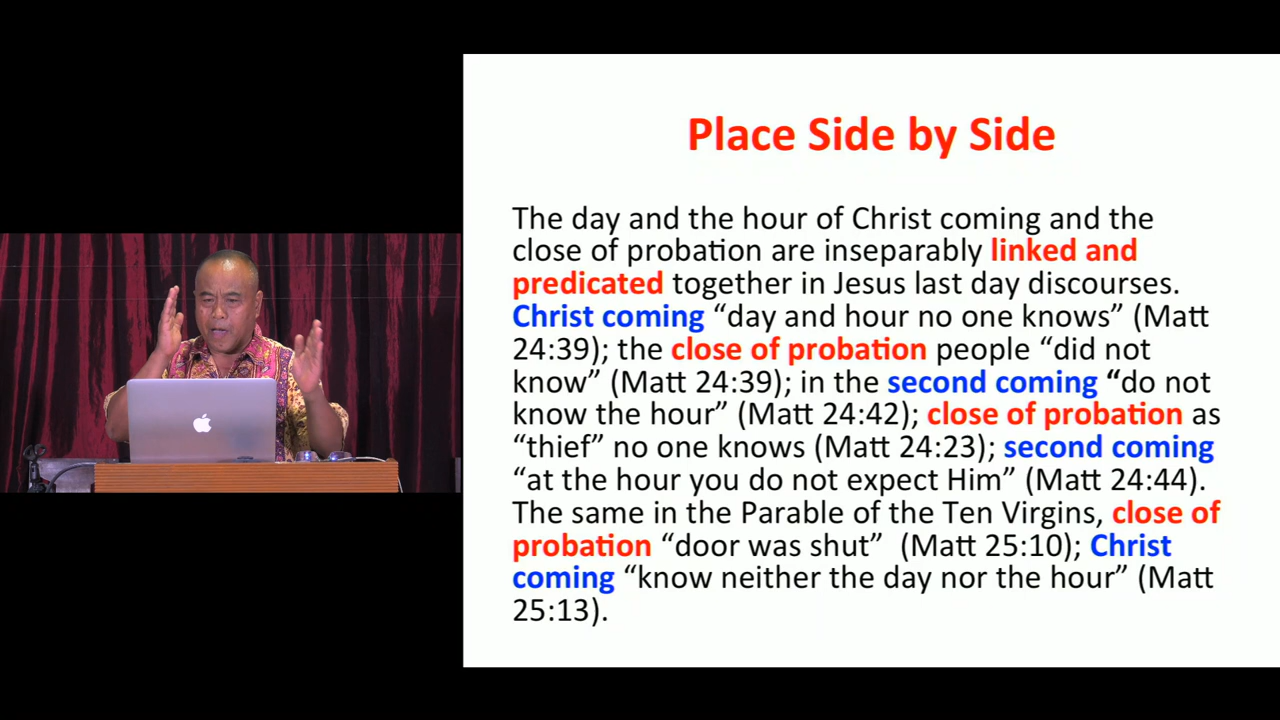 Place Side by Side
The day and the hour of Christ coming and the
close of probation are inseparably linked and
predicated together in Jesus last day discourses.
Christ coming “day and hour no one knows” (Matt
24:39); the close of probation people “did not
know” (Matt 24:39); in the second coming “do not
know the hour” (Matt 24:42); close of probation as
“thief” no one knows (Matt 24:23); second coming
“at the hour you do not expect Him” (Matt 24:44).
The same in the Parable of the Ten Virgins, close of
probation “door was shut”  (Matt 25:10); Christ
coming “know neither the day nor the hour” (Matt
25:13).